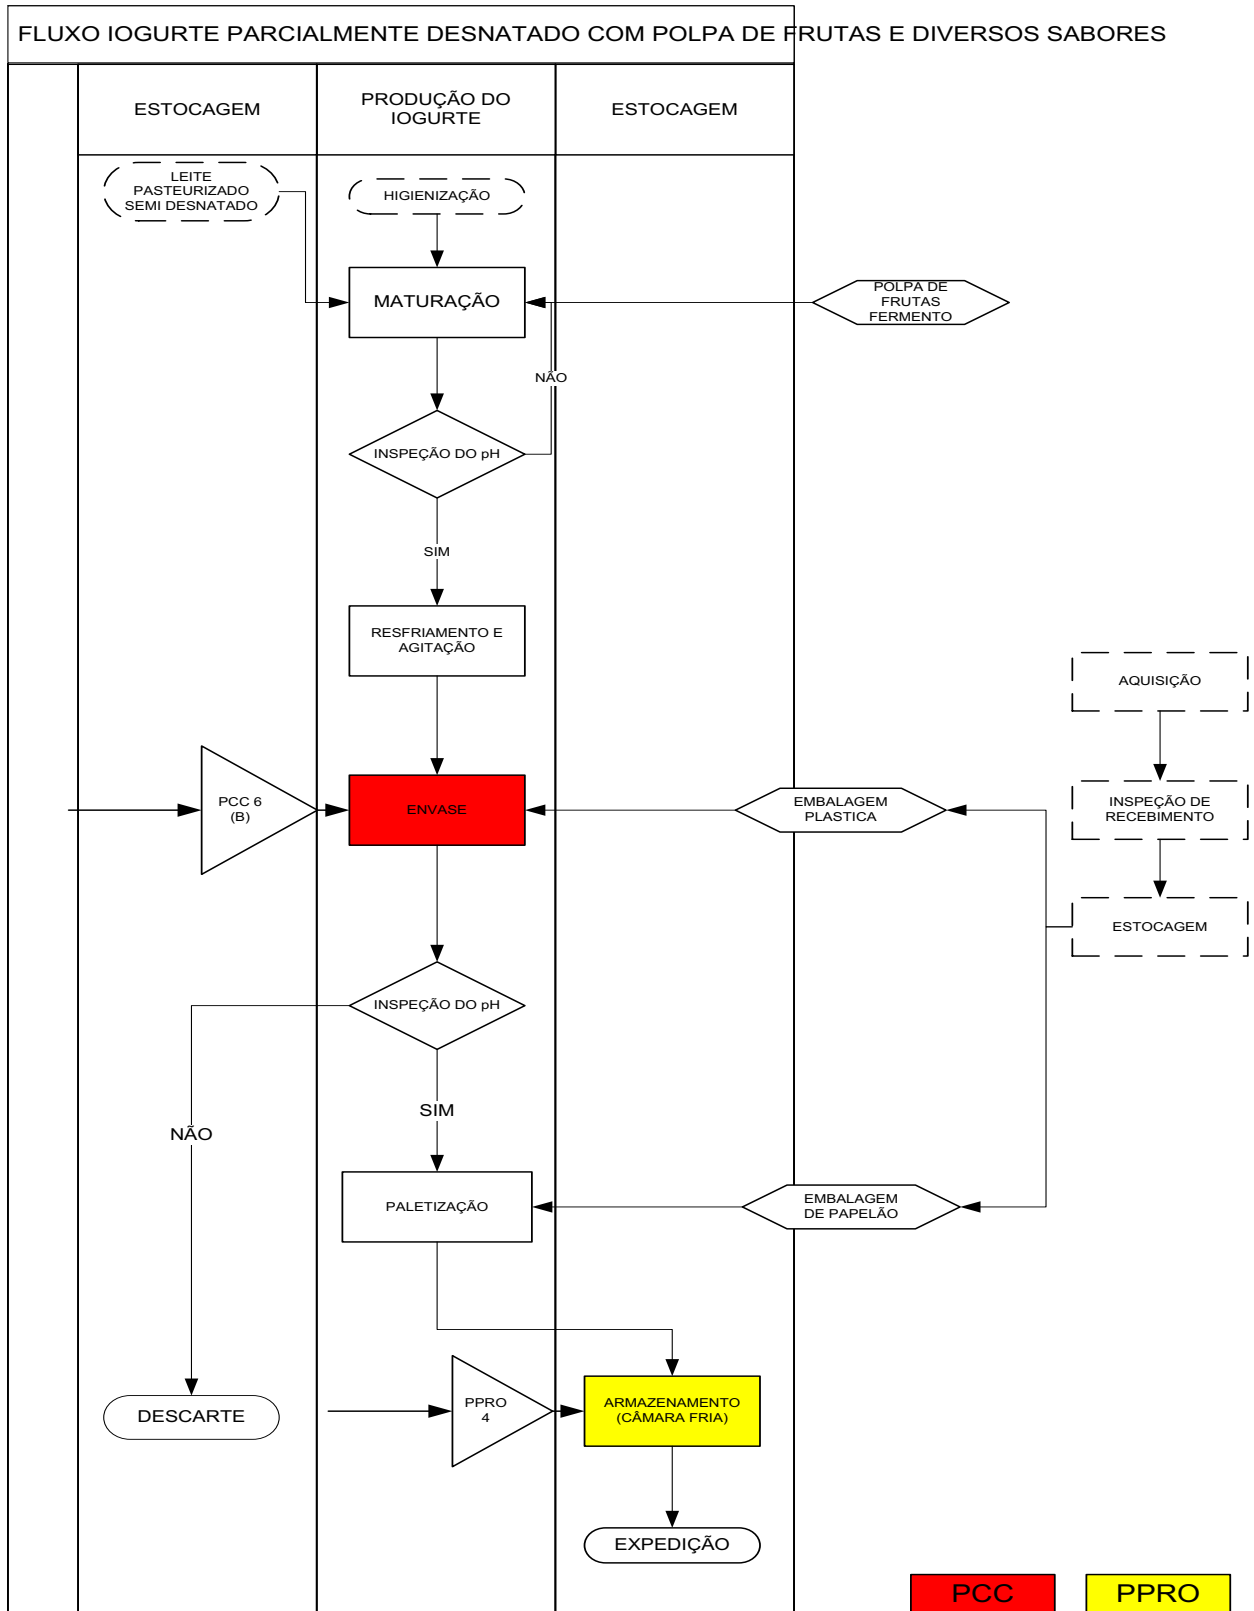 FLUXO IOGURTE PARCIALMENTE DESNATADO COM POLPA DE FRUTAS E DIVERSOS SABORES
ESTOCAGEM
PRODUÇÃO DO
IOGURTE
ESTOCAGEM
LEITE
PASTEURIZADO
SEMI DESNATADO
HIGIENIZAÇÃO
MATURAÇÃO
POLPA DE
FRUTAS
FERMENTO
NÃO
INSPEÇÃO DO pH
SIM
RESFRIAMENTO E
AGITAÇÃO
AQUISIÇÃO
PCC 6
(B)
ENVASE
EMBALAGEM
PLASTICA
INSPEÇÃO DE
RECEBIMENTO
ESTOCAGEM
INSPEÇÃO DO pH
SIM
NÃO
PALETIZAÇÃO
EMBALAGEM
DE PAPELÃO
DESCARTE
PPRO
4
ARMAZENAMENTO
(CÂMARA FRIA)
EXPEDIÇÃO
PCC
PPRO